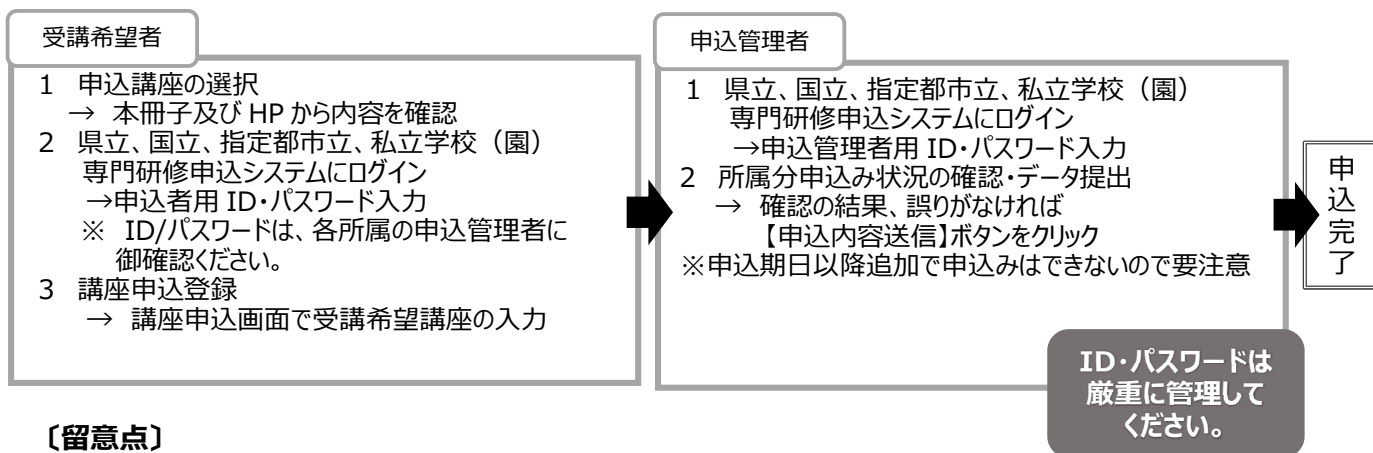 受講希望者
1 申込講座の選択
→ 本冊子及び HP から内容を確認
2 県立、国立、指定都市立、私立学校（園）
専門研修申込システムにログイン
→申込者用 ID・パスワード入力
※ ID/パスワードは、各所属の申込管理者に
御確認ください。
3 講座申込登録
→ 講座申込画面で受講希望講座の入力
申込管理者
1 県立、国立、指定都市立、私立学校（園）
専門研修申込システムにログイン
→申込管理者用 ID・パスワード入力
2 所属分申込み状況の確認・データ提出
→ 確認の結果、誤りがなければ
【申込内容送信】ボタンをクリック
※申込期日以降追加で申込みはできないので要注意
ID・パスワードは
厳重に管理して
ください。
申込完了
〔留意点〕